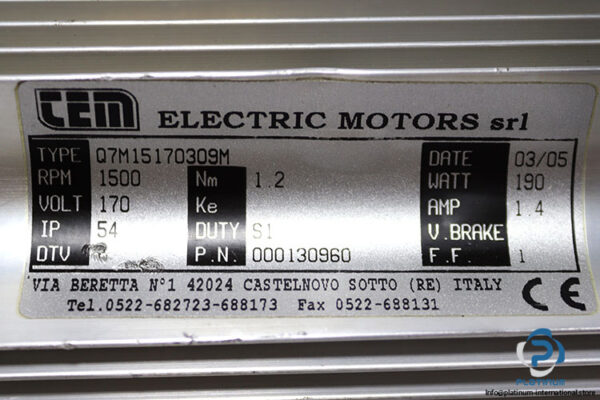 TEM ELECTRIC MOTORS srl
TYPE Q7M15170309M DATE 03/05
RPM 1500 Nm 1.2 WATT 190
VOLT 170 Ke AMP 1.4
IP 54 DUTY S1 V.BRAKE
DTV P.N. 000130960 F.F. 1
VIA BERETTA N°1 42024 CASTELNOVO SOTTO (RE) ITALY
Tel.0522-682723-688173 Fax 0522-688131
CE
PLATINUM
info@platinum-international.store